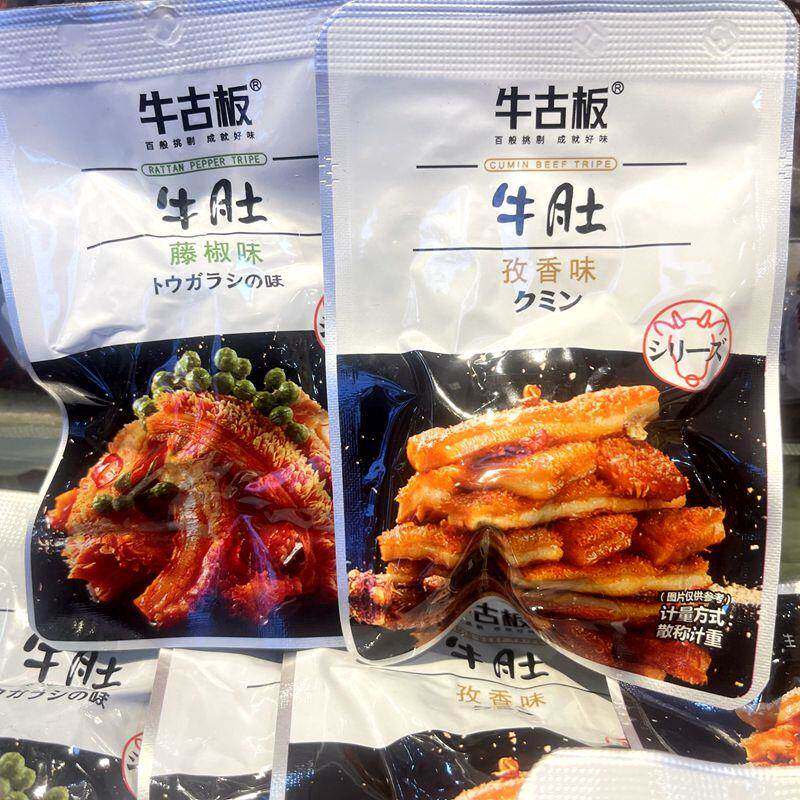 牛古板®
百般挑剔 成就好味
RATTAN PEPPER TRIPE
牛肚
藤椒味
トウガラシの味
牛古板®
百般挑剔 成就好味
CUMIN BEEF TRIPE
牛肚
孜香味
クミン
シリーズ
(图片仅供参考)
计量方式:
散称计重
牛肚
ウガラシの味
古板
牛肚
孜香味